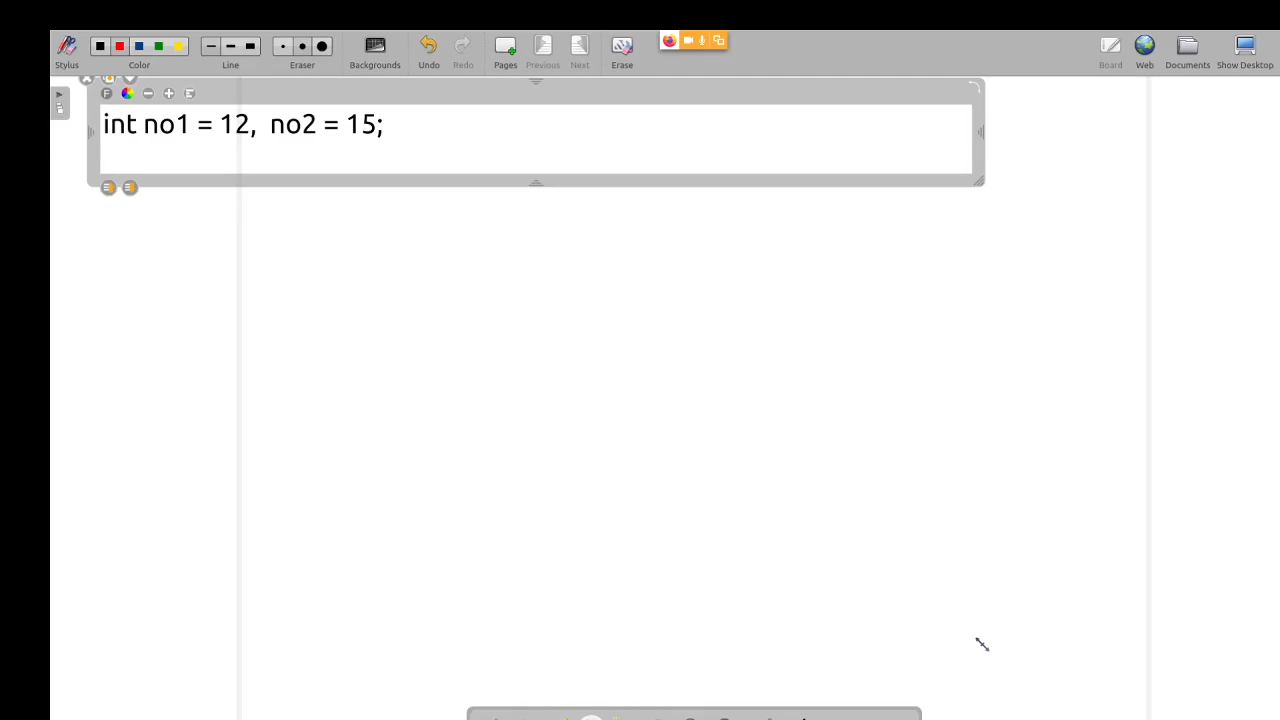 Stylus Color Line Eraser Backgrounds Undo Redo Pages Previous Next Erase Board Web Documents Show Desktop
F
int no1 = 12,  no2 = 15;